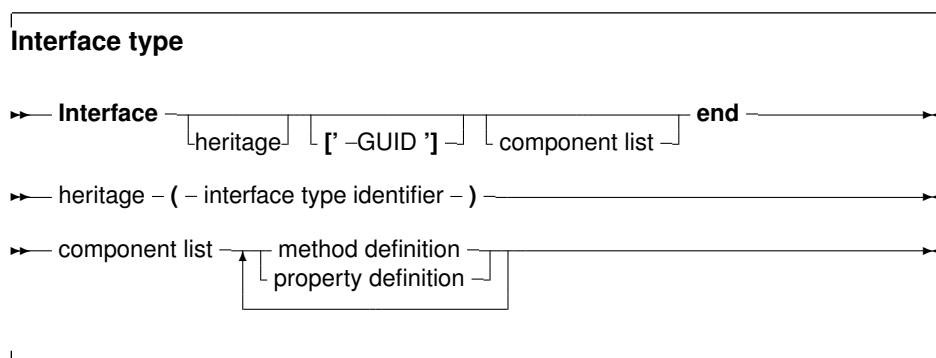 Interface type
Interface heritage [' GUID '] component list end
heritage ( interface type identifier )
component list method definition
property definition